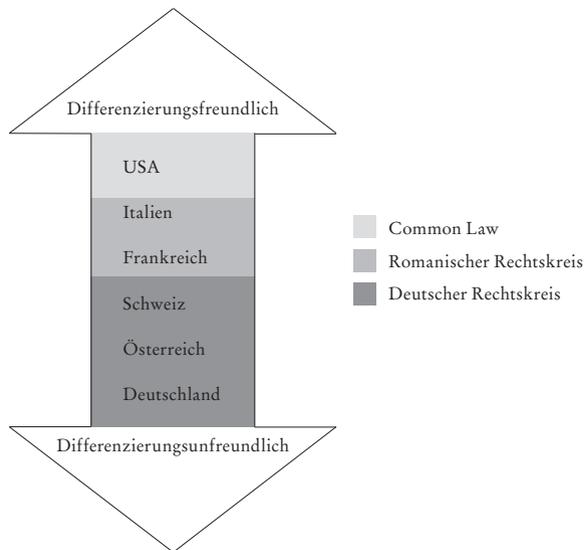 Differenzierungsfreundlich
USA
Italien
Frankreich
Schweiz
Österreich
Deutschland
Differenzierungsunfreundlich
Common Law
Romanischer Rechtskreis
Deutscher Rechtskreis